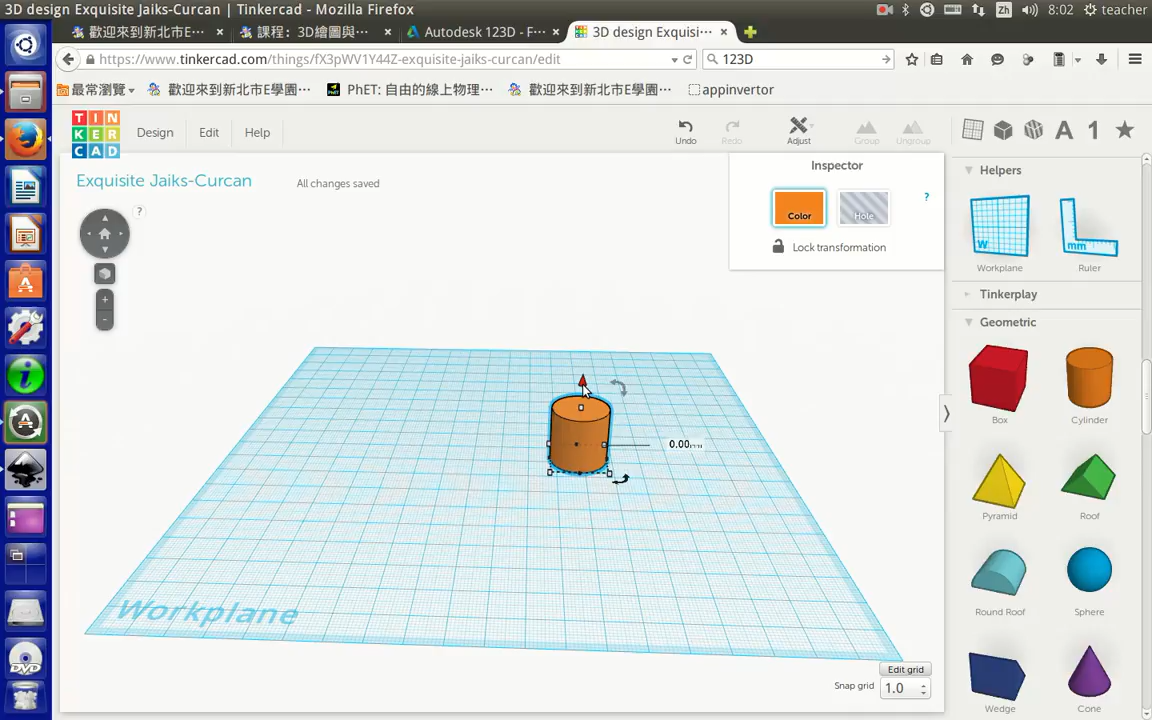 3D design Exquisite Jaiks-Curcan | Tinkercad - Mozilla Firefox
Zh
8:02
teacher
歡迎來到新北市E...
課程：3D繪圖與...
Autodesk 123D - F...
3D design Exquisi...
https://www.tinkercad.com/things/fX3pWV1Y44Z-exquisite-jaiks-curcan/edit
123D
最常瀏覽
歡迎來到新北市E學園...
PhET: 自由的線上物理...
歡迎來到新北市E學園...
appinvertor
TIN
KER
CAD
Design
Edit
Help
Undo
Redo
Adjust
Group
Ungroup
A
1
Exquisite Jaiks-Curcan
All changes saved
?
Inspector
Color
Hole
?
Lock transformation
Helpers
W
mm
Workplane
Ruler
Tinkerplay
Geometric
Box
Cylinder
Pyramid
Roof
Round Roof
Sphere
Wedge
Cone
0.00mm
Workplane
Edit grid
Snap grid
1.0
DVD